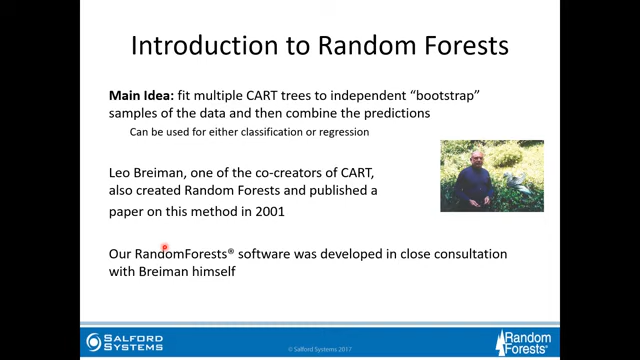 Introduction to Random Forests
Main Idea: fit multiple CART trees to independent “bootstrap”
samples of the data and then combine the predictions
Can be used for either classification or regression
Leo Breiman, one of the co-creators of CART,
also created Random Forests and published a
paper on this method in 2001
Our RandomForests® software was developed in close consultation
with Breiman himself
SALFORD
SYSTEMS
© Salford Systems 2017
Random
Forests®